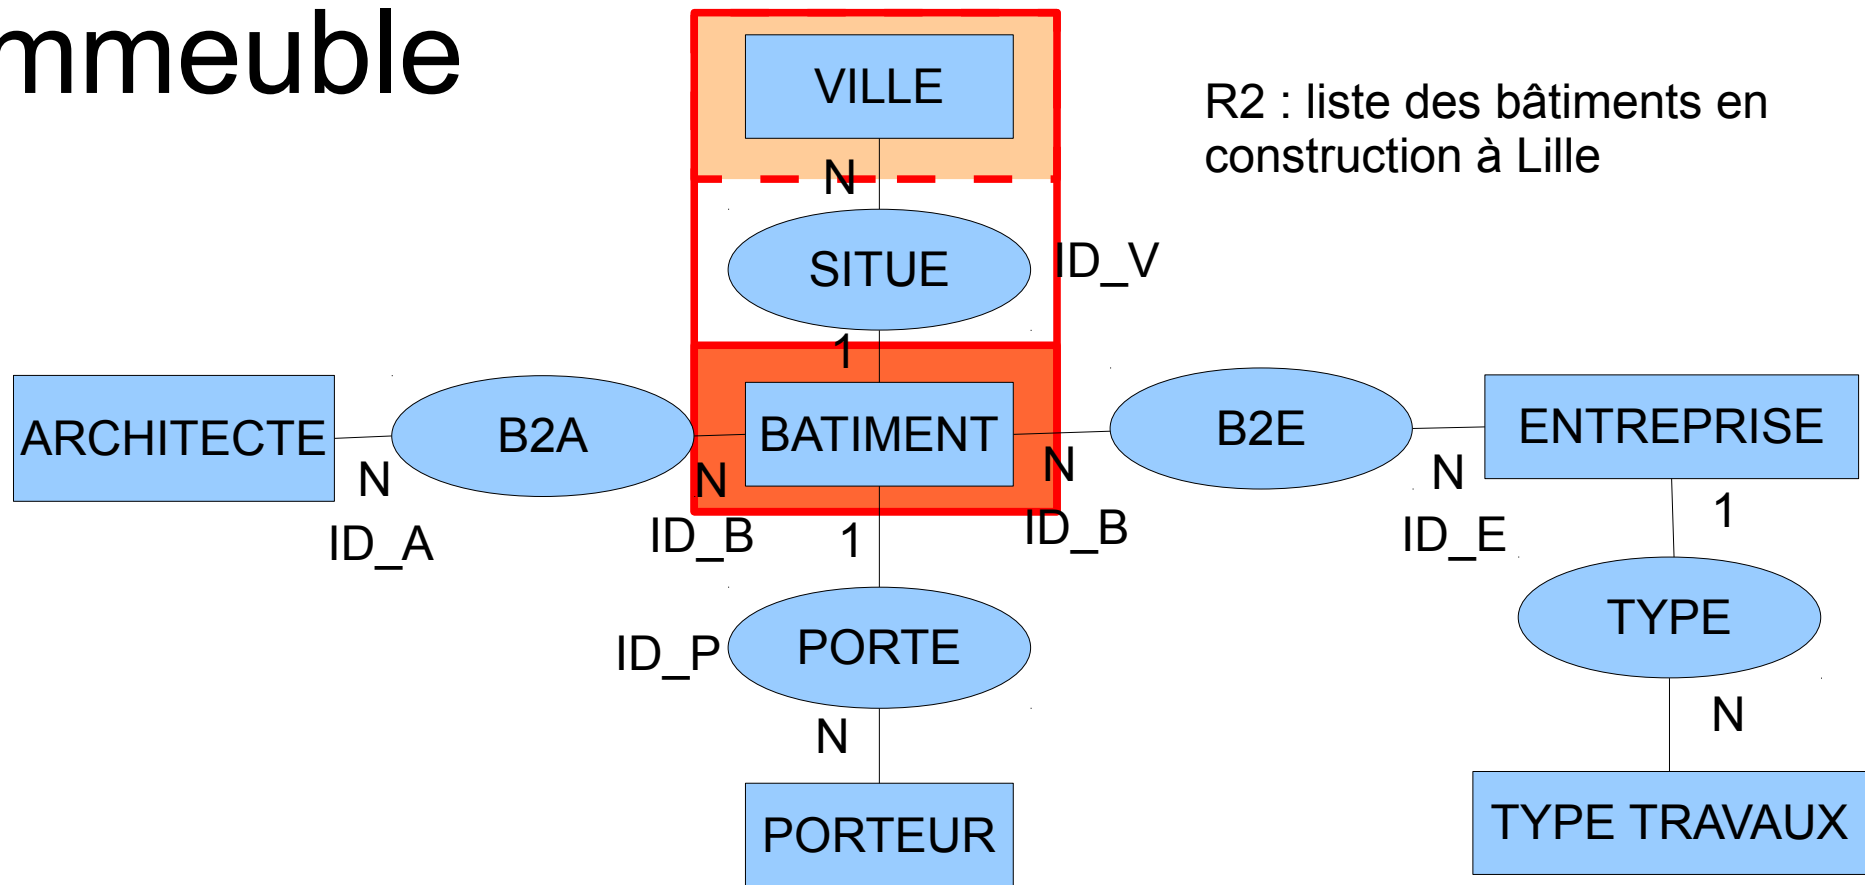 mmeuble
VILLE
R2 : liste des bâtiments en
construction à Lille
N
SITUE
ID_V
1
ARCHITECTE
B2A
BATIMENT
B2E
ENTREPRISE
N
N
N
N
ID_A
ID_B
1
ID_B
ID_E
1
ID_P
PORTE
TYPE
N
N
PORTEUR
TYPE TRAVAUX